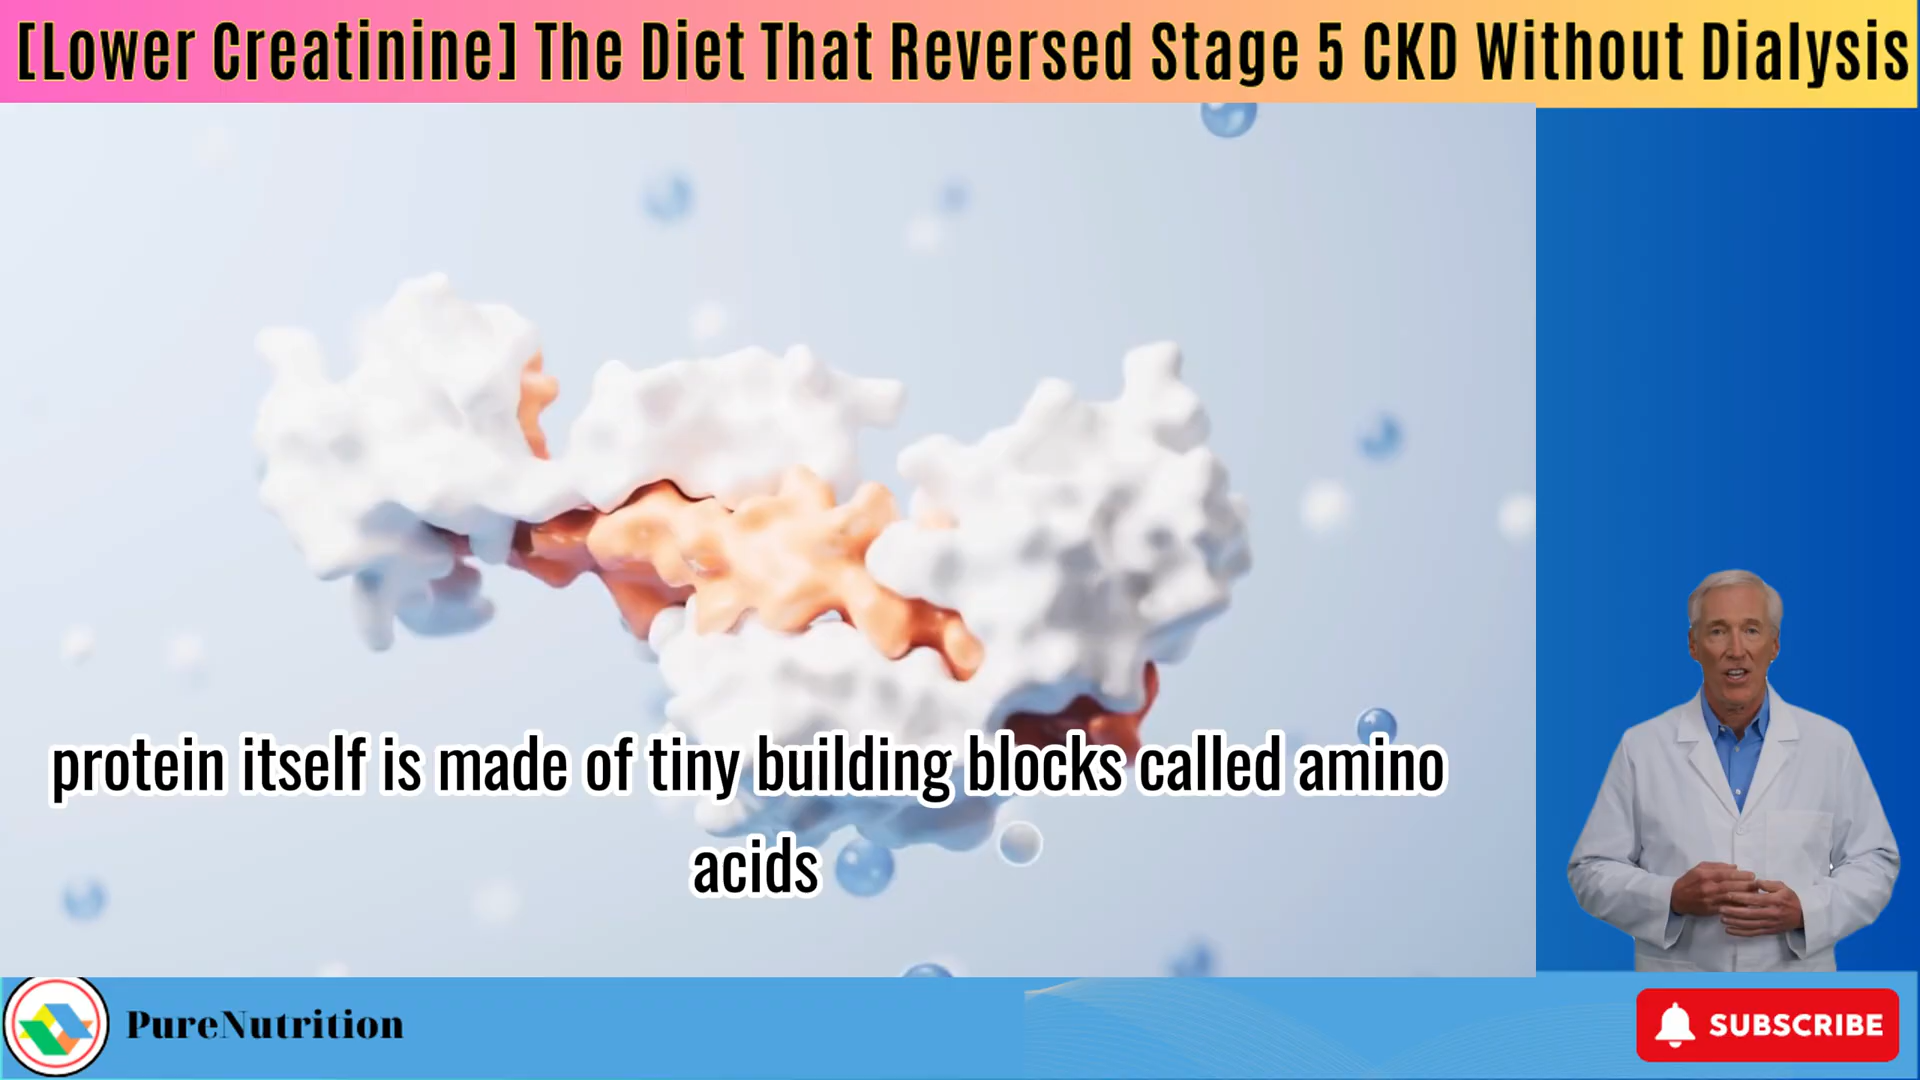 [Lower Creatinine] The Diet That Reversed Stage 5 CKD Without Dialysis
protein itself is made of tiny building blocks called amino
acids
PureNutrition
SUBSCRIBE